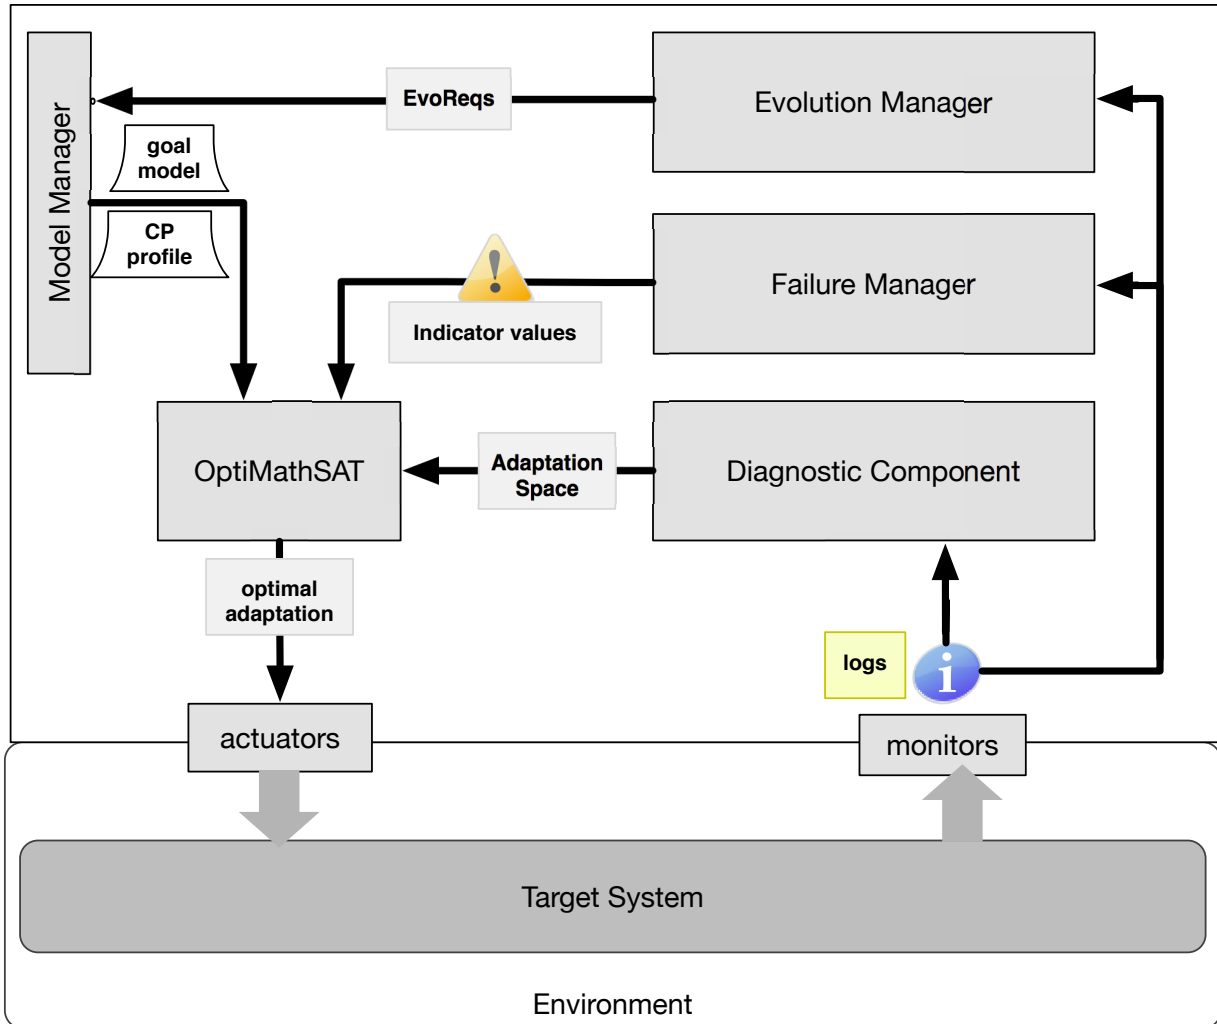 EvoReqs
Evolution Manager
Model Manager
goal
model
CP
profile
Failure Manager
Indicator values
OptiMathSAT
Adaptation
Space
Diagnostic Component
optimal
adaptation
logs
i
actuators
monitors
Target System
Environment